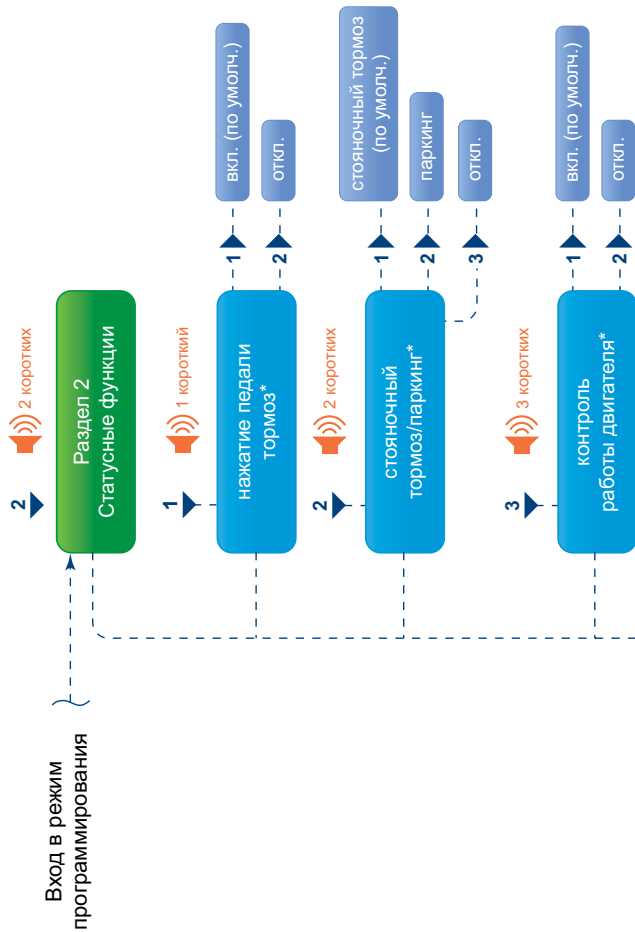 Вход в режим
программирования
2
2 коротких
Раздел 2
Статусные функции
1
1 короткий
нажатие педали
тормоз*
1
вкл. (по умолч.)
2
откл.
2
2 коротких
стояночный
тормоз/паркинг*
1
стояночный тормоз
(по умолч.)
2
паркинг
3
откл.
3
3 коротких
контроль
работы двигателя*
1
вкл. (по умолч.)
2
откл.